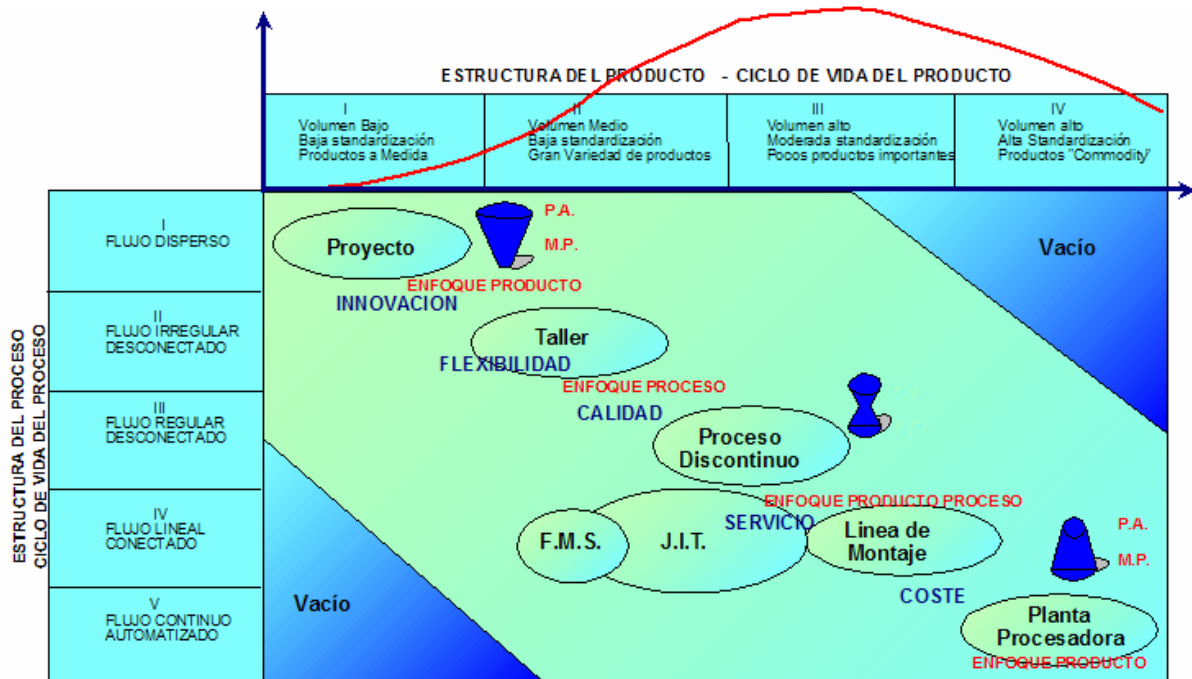 ESTRUCTURA DEL PRODUCTO - CICLO DE VIDA DEL PRODUCTO
I
Volumen Bajo
Baja standardización
Productos a Medida
II
Volumen Medio
Baja standardización
Gran Variedad de productos
III
Volumen alto
Moderada standardización
Pocos productos importantes
IV
Volumen alto
Alta Standardización
Productos "Commodity"
ESTRUCTURA DEL PROCESO
CICLO DE VIDA DEL PROCESO
I
FLUJO DISPERSO
Proyecto
P.A.
M.P.
Vacío
ENFOQUE PRODUCTO
INNOVACION
II
FLUJO IRREGULAR
DESCONECTADO
Taller
FLEXIBILIDAD
ENFOQUE PROCESO
III
FLUJO REGULAR
DESCONECTADO
CALIDAD
Proceso
Discontinuo
IV
FLUJO LINEAL
CONECTADO
ENFOQUE PRODUCTO PROCESO
SERVICIO
F.M.S.
J.I.T.
Línea de
Montaje
P.A.
M.P.
COSTE
V
FLUJO CONTINUO
AUTOMATIZADO
Vacío
Planta
Procesadora
ENFOQUE PRODUCTO